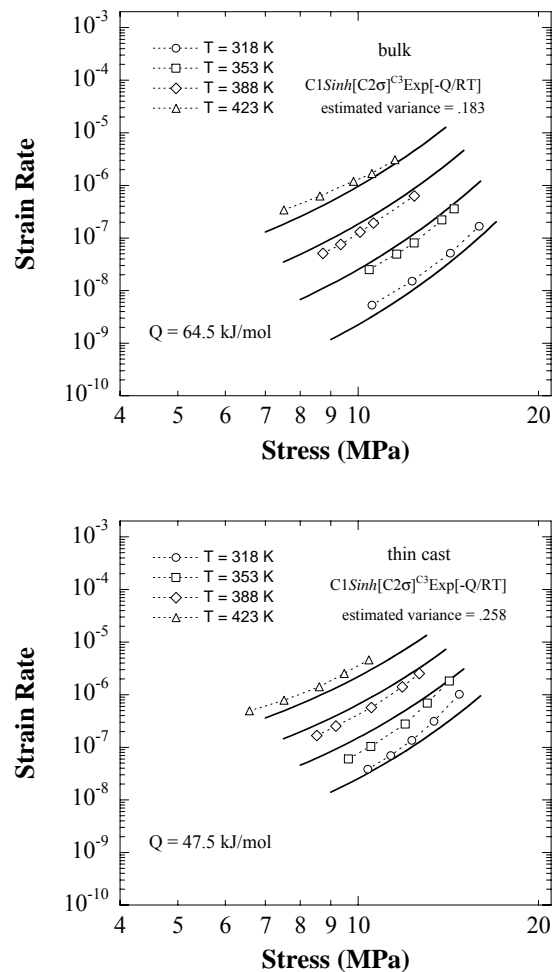 10-3
10-4
10-5
10-6
10-7
10-8
10-9
10-10
Strain Rate
T = 318 K
T = 353 K
T = 388 K
T = 423 K
bulk
C1Sinh[C2σ]C3Exp[-Q/RT]
estimated variance = .183
Q = 64.5 kJ/mol
4 5 6 7 8 9 10 20
Stress (MPa)
10-3
10-4
10-5
10-6
10-7
10-8
10-9
10-10
Strain Rate
T = 318 K
T = 353 K
T = 388 K
T = 423 K
thin cast
C1Sinh[C2σ]C3Exp[-Q/RT]
estimated variance = .258
Q = 47.5 kJ/mol
4 5 6 7 8 9 10 20
Stress (MPa)